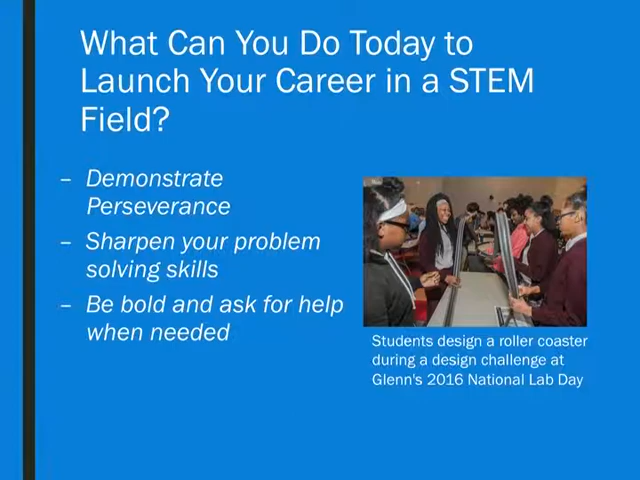 What Can You Do Today to
Launch Your Career in a STEM
Field?
– Demonstrate
Perseverance
– Sharpen your problem
solving skills
– Be bold and ask for help
when needed
Students design a roller coaster
during a design challenge at
Glenn's 2016 National Lab Day